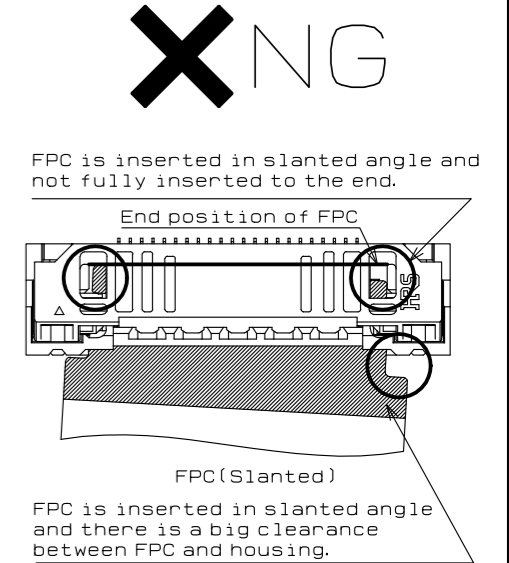 NG
FPC is inserted in slanted angle and
not fully inserted to the end.
End position of FPC
HRS
FPC(Slanted)
FPC is inserted in slanted angle
and there is a big clearance
between FPC and housing.